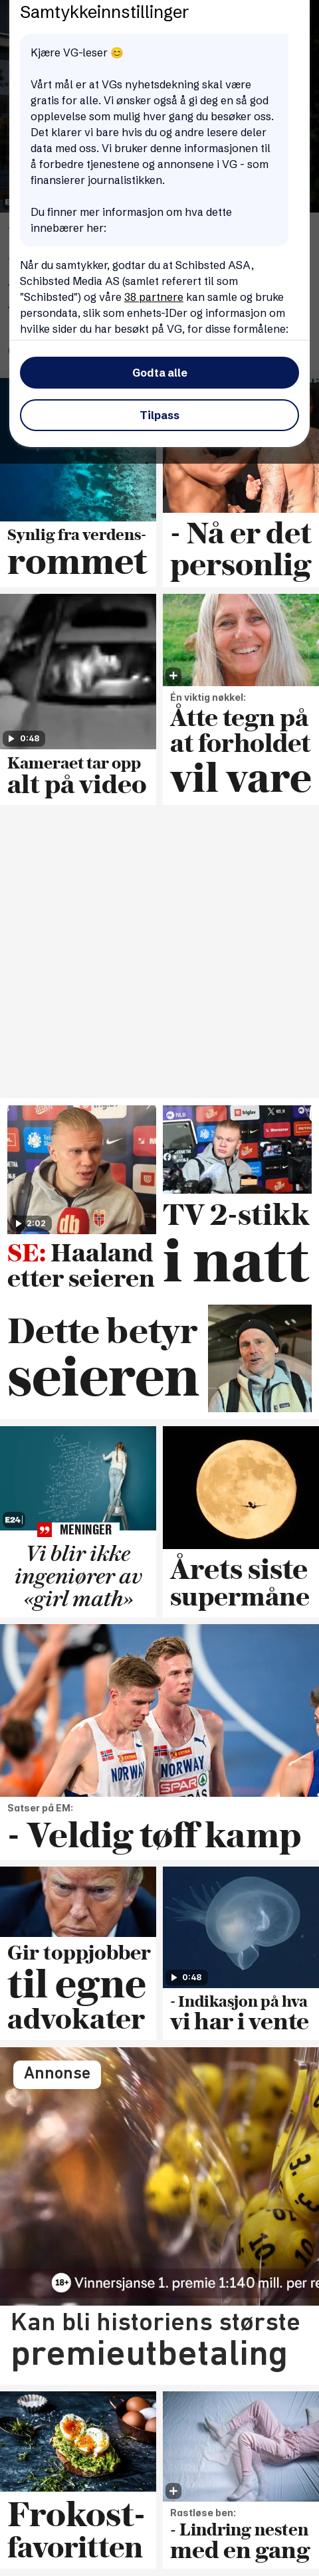 Samtykkeinnstillinger
Kjære VG-leser 😊
Vårt mål er at VGs nyhetsdekning skal være
gratis for alle. Vi ønsker også å gi deg en så god
opplevelse som mulig hver gang du besøker oss.
Det klarer vi bare hvis du og andre lesere deler
data med oss. Vi bruker denne informasjonen til
å forbedre tjenestene og annonsene i VG - som
finansierer journalistikken.
Du finner mer informasjon om hva dette
innebærer her:
Når du samtykker, godtar du at Schibsted ASA,
Schibsted Media AS (samlet referert til som
"Schibsted") og våre 38 partnere kan samle og bruke
persondata, slik som enhets-IDer og informasjon om
hvilke sider du har besøkt på VG, for disse formålene:
Godta alle
Tilpass
Synlig fra verdens-
rommet
- Nå er det
personlig
0:48
Kameraet tar opp
alt på video
Én viktig nøkkel:
Åtte tegn på
at forholdet
vil vare
2:02
SE: Haaland
etter seieren
TV 2-stikk
i natt
Dette betyr
seieren
E24
MENINGER
Vi blir ikke
ingeniører av
«girl math»
Årets siste
supermåne
NORWAY
NORWAY
SPAR
Satser på EM:
- Veldig tøff kamp
Gir toppjobber
til egne
advokater
0:48
- Indikasjon på hva
vi har i vente
Annonse
18+ Vinnersjanse 1. premie 1:140 mill. per re
Kan bli historiens største
premieutbetaling
Frokost-
favoritten
Rastløse ben:
- Lindring nesten
med en gang